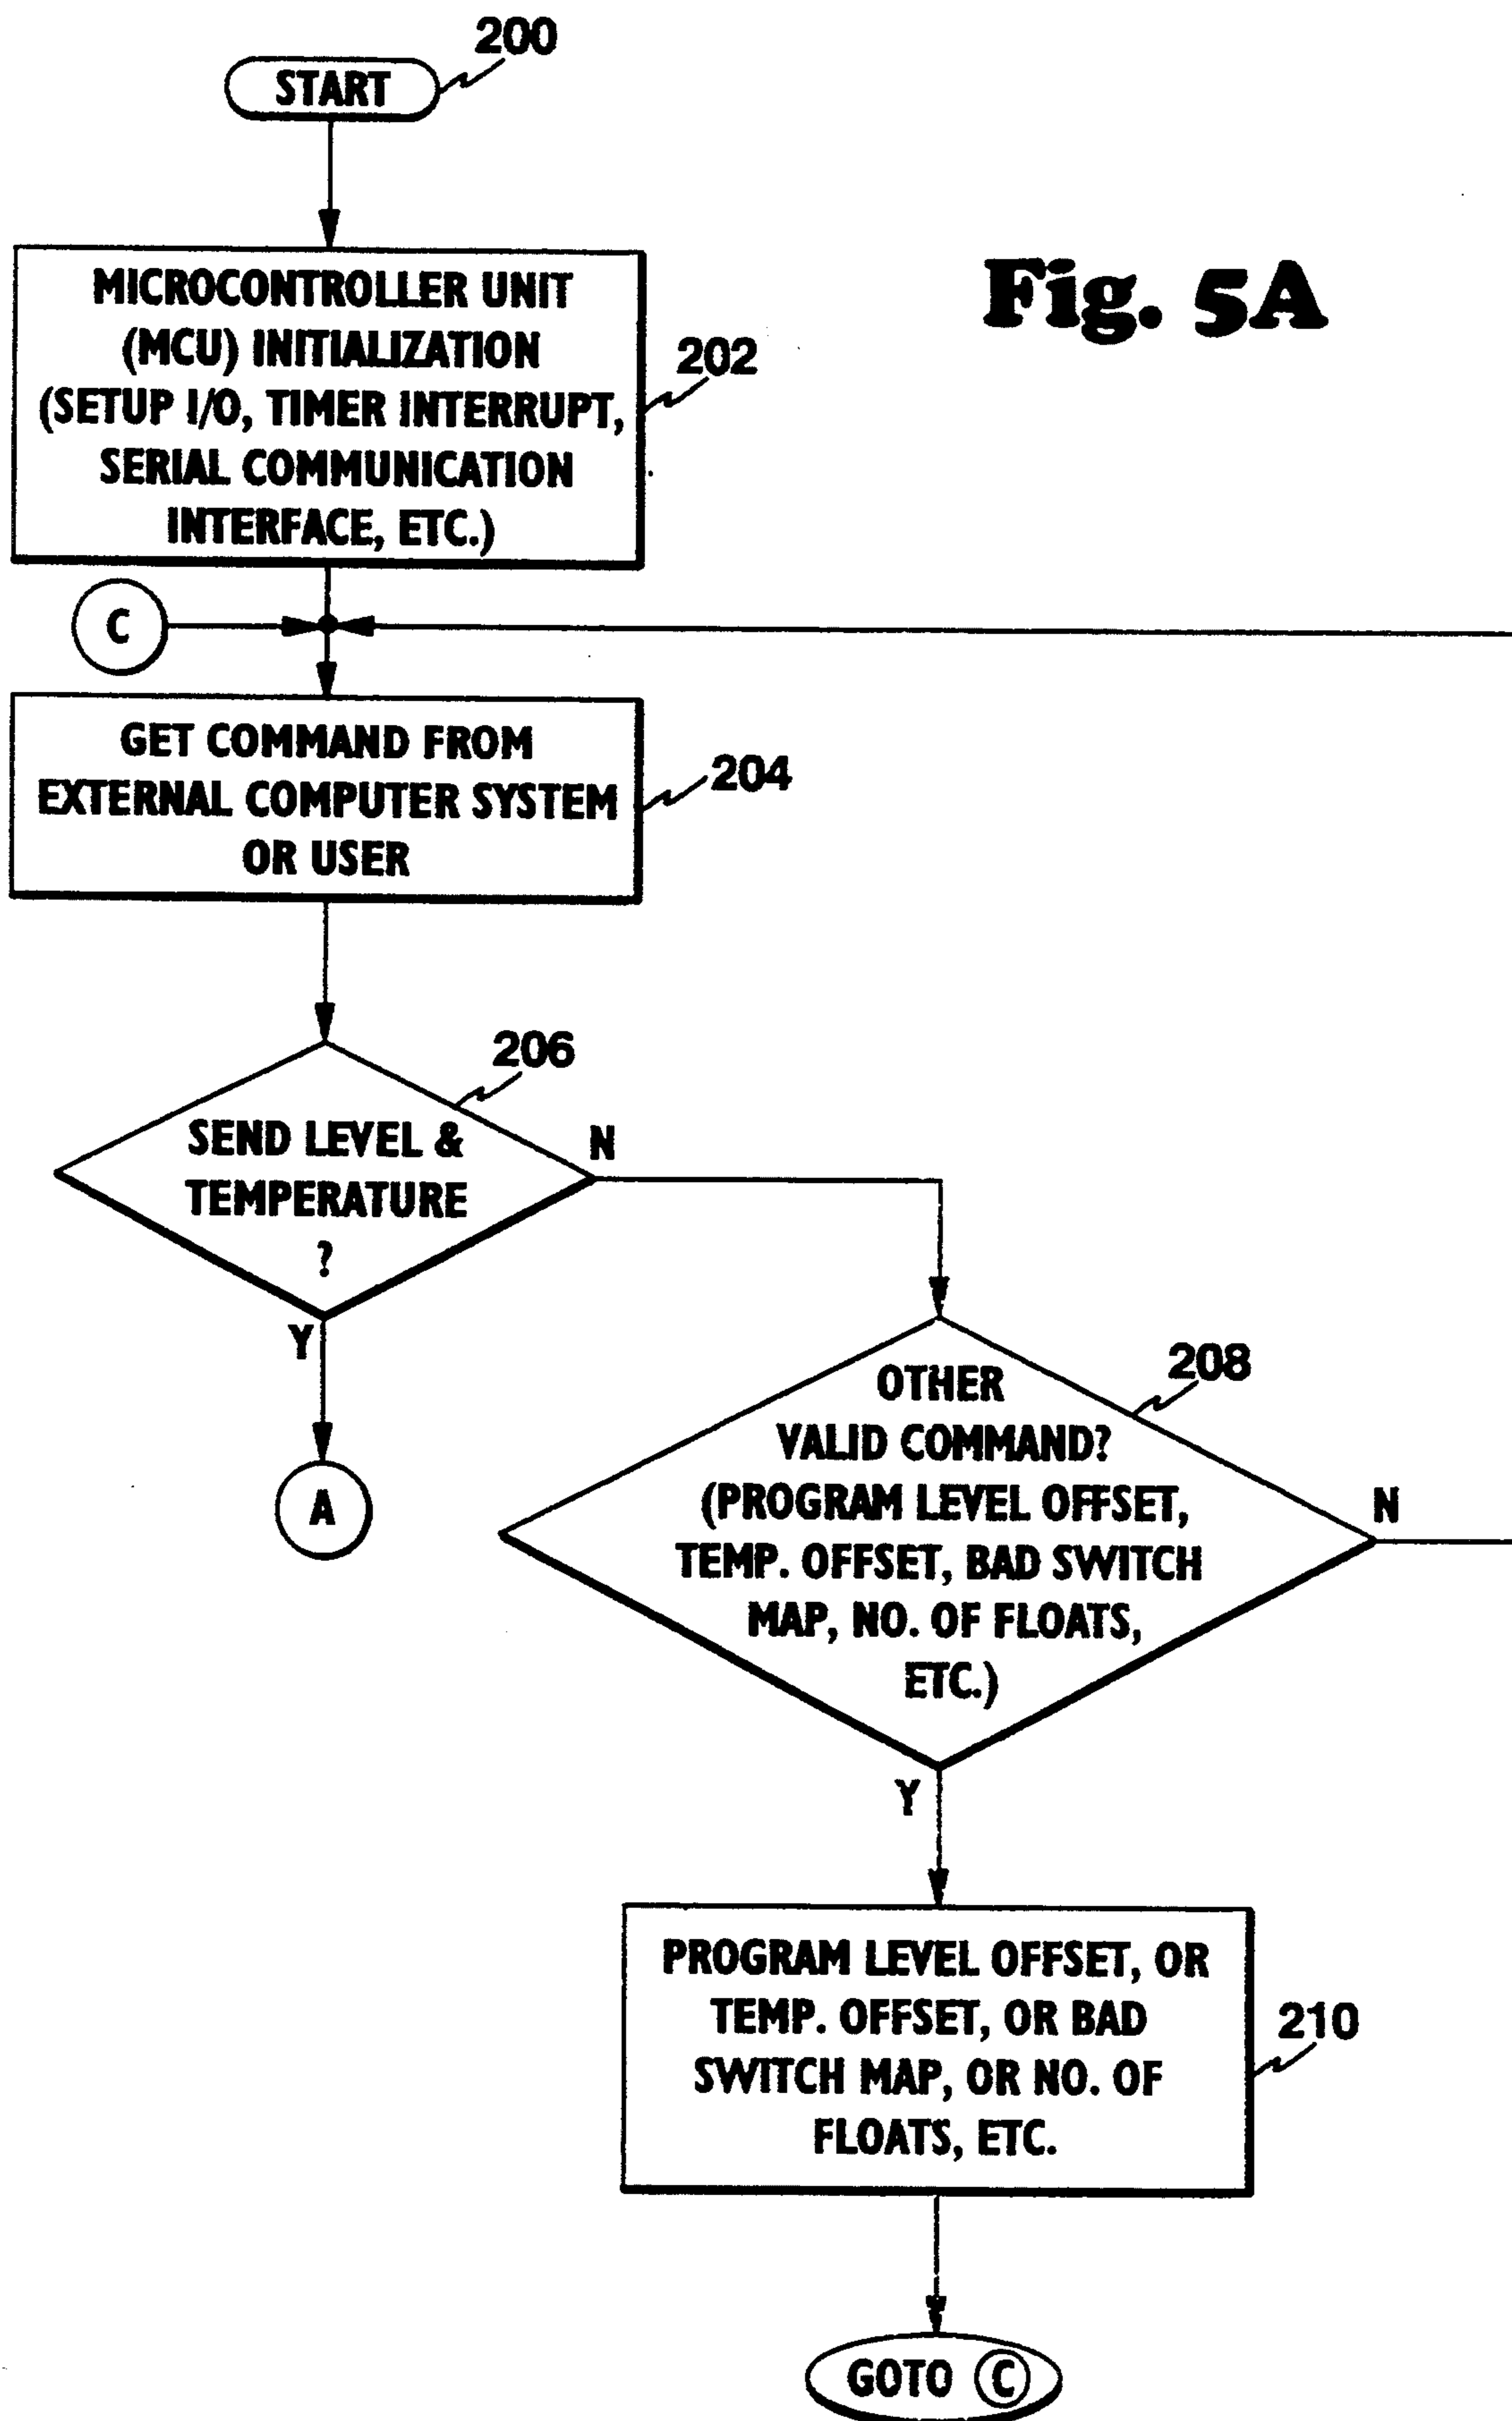 200
START
Fig. 5A
MICROCONTROLLER UNIT
(MCU) INITIALIZATION
(SETUP I/O, TIMER INTERRUPT,
SERIAL COMMUNICATION
INTERFACE, ETC.)
202
C
GET COMMAND FROM
EXTERNAL COMPUTER SYSTEM
OR USER
204
206
SEND LEVEL &
TEMPERATURE
?
N
Y
A
208
OTHER
VALID COMMAND?
(PROGRAM LEVEL OFFSET,
TEMP. OFFSET, BAD SWITCH
MAP, NO. OF FLOATS,
ETC.)
N
Y
PROGRAM LEVEL OFFSET, OR
TEMP. OFFSET, OR BAD
SWITCH MAP, OR NO. OF
FLOATS, ETC.
210
GOTO C